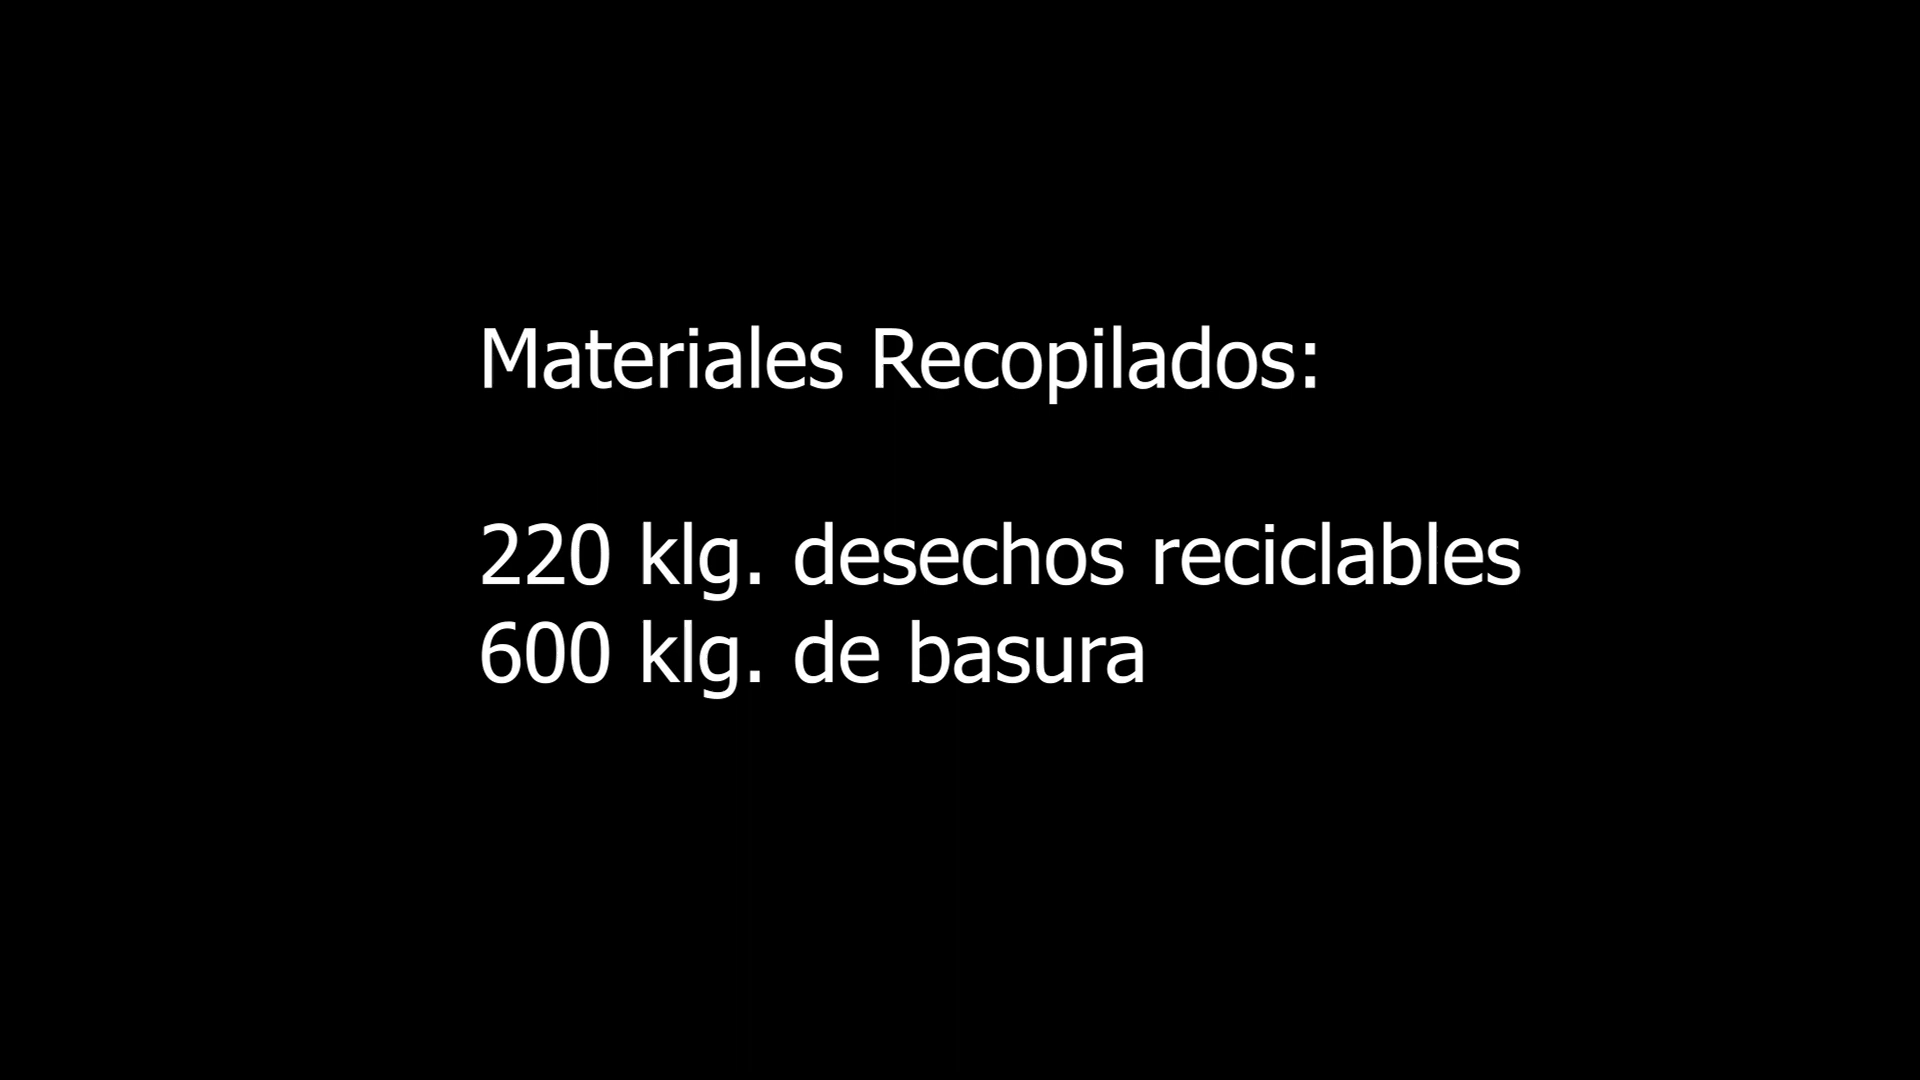 Materiales Recopilados:
220 klg. desechos reciclables
600 klg. de basura